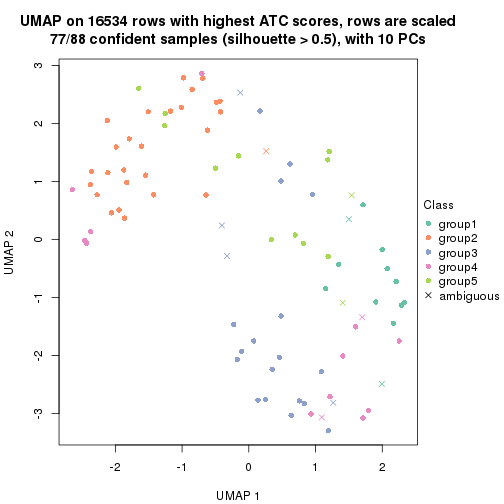 UMAP on 16534 rows with highest ATC scores, rows are scaled
77/88 confident samples (silhouette > 0.5), with 10 PCs
3
2
1
0
-1
-2
-3
UMAP 2
-2
-1
0
1
2
UMAP 1
Class
group1
group2
group3
group4
group5
ambiguous